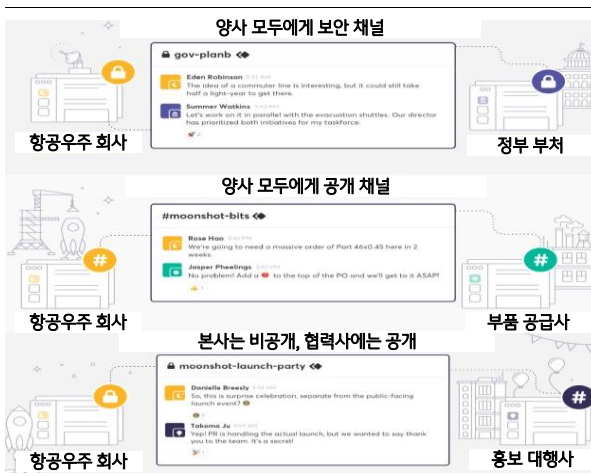 양사 모두에게 보안 채널
gov-planb
Eden Robinson 9:31 AM
The idea of a commuter line is interesting, but it could still take
half a light-year to get there.
Summer Watkins
Let's work on it in parallel with the evacuation shuttles. Our director
has prioritized both initiatives for my taskforce.
항공우주 회사
정부 부처
양사 모두에게 공개 채널
#moonshot-bits
Rose Hao
We're going to need a massive order of Part 46x0.45 here in 2
weeks.
Jasper Pheelings
No problem! Add a to the top of the PO and we'll get to it ASAP!
1
#
#
항공우주 회사
부품 공급사
본사는 비공개, 협력사에는 공개
moonshot-launch-party
Danielle Breesly
So, this is surprise celebration, separate from the public-facing
launch event?
Takoma Ju
Yep! PR is handling the actual launch, but we wanted to say thank
you to the team. It's a secret!
#
항공우주 회사
홍보 대행사